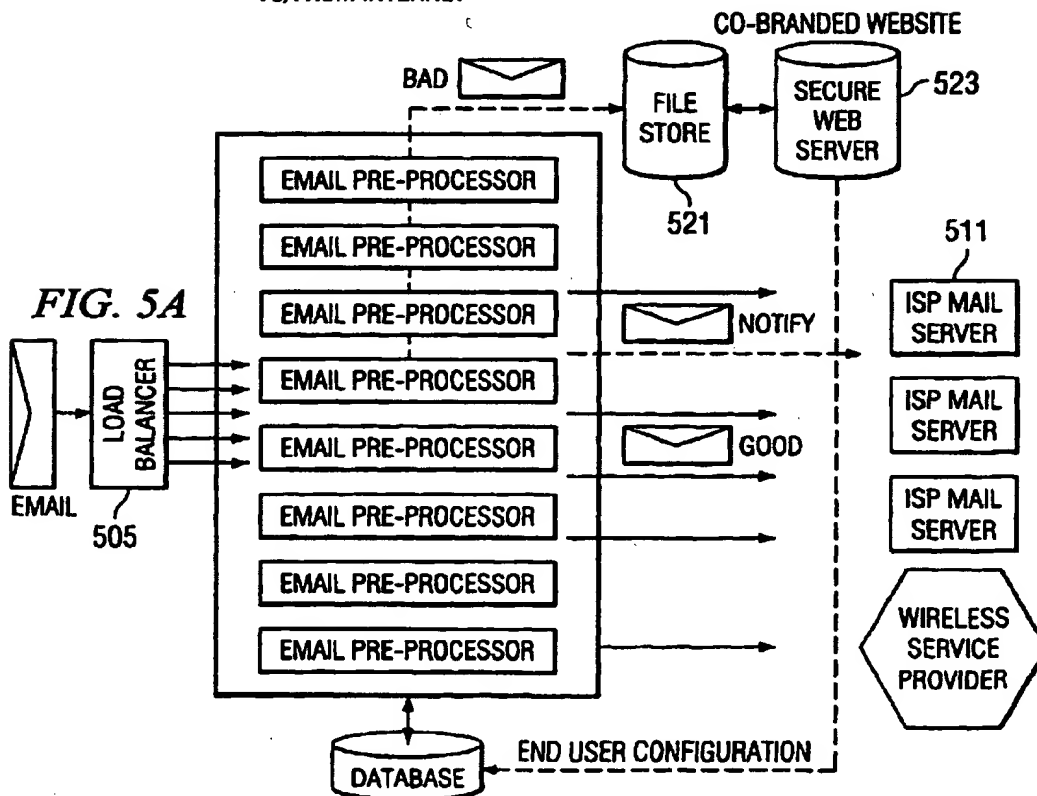 CO-BRANDED WEBSITE
BAD
FILE
STORE
SECURE
WEB
SERVER
523
521
EMAIL PRE-PROCESSOR
EMAIL PRE-PROCESSOR
EMAIL PRE-PROCESSOR
EMAIL PRE-PROCESSOR
EMAIL PRE-PROCESSOR
EMAIL PRE-PROCESSOR
EMAIL PRE-PROCESSOR
EMAIL PRE-PROCESSOR
FIG. 5A
EMAIL
LOAD
BALANCER
505
NOTIFY
GOOD
511
ISP MAIL
SERVER
ISP MAIL
SERVER
ISP MAIL
SERVER
WIRELESS
SERVICE
PROVIDER
DATABASE
END USER CONFIGURATION